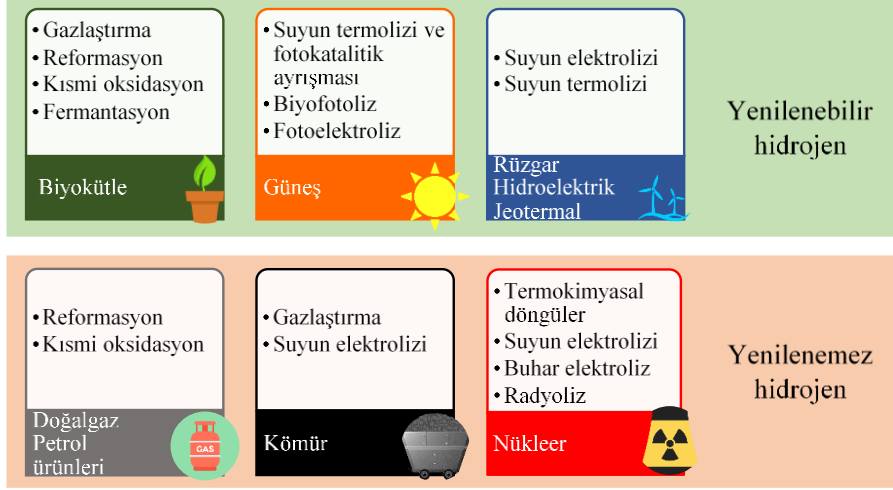 • Gazlaştırma
• Reformasyon
• Kısmi oksidasyon
• Fermantasyon
Biyokütle
• Suyun termolizi ve
fotokatalitik
ayrışması
• Biyofotoliz
• Fotoelektroliz
Güneş
• Suyun elektrolizi
• Suyun termolizi
Rüzgar
Hidroelektrik
Jeotermal
Yenilenebilir
hidrojen
• Reformasyon
• Kısmi oksidasyon
Doğalgaz
Petrol
ürünleri
GAS
• Gazlaştırma
• Suyun elektrolizi
Kömür
• Termokimyasal
döngüler
• Suyun elektrolizi
• Buhar elektroliz
• Radyoliz
Nükleer
Yenilenemez
hidrojen